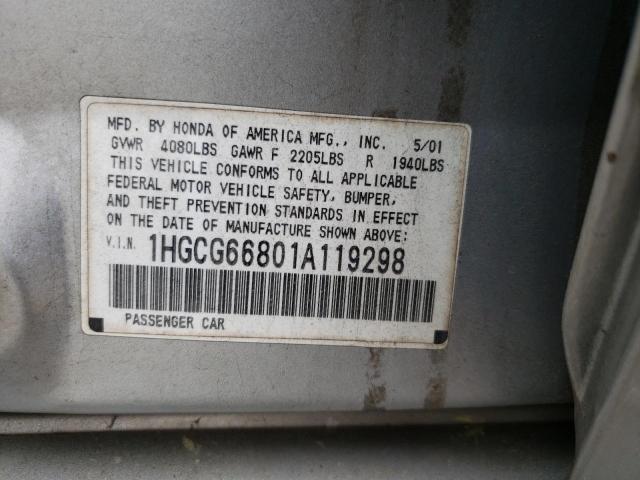 MFD. BY HONDA OF AMERICA MFG., INC. 5/01
GVWR 4080LBS GAWR F 2205LBS R 1940LBS
THIS VEHICLE CONFORMS TO ALL APPLICABLE
FEDERAL MOTOR VEHICLE SAFETY, BUMPER,
AND THEFT PREVENTION STANDARDS IN EFFECT
ON THE DATE OF MANUFACTURE SHOWN ABOVE:
V.I.N. 1HGCG66801A119298
PASSENGER CAR